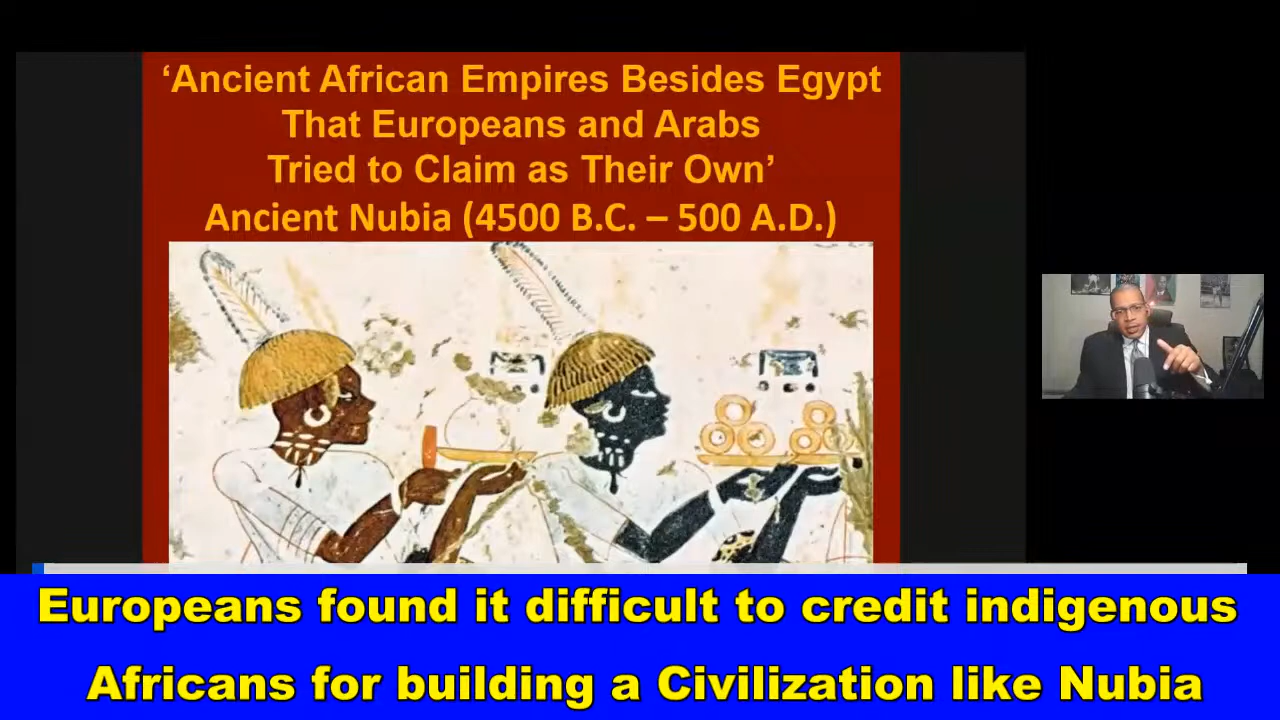 ‘Ancient African Empires Besides Egypt
That Europeans and Arabs
Tried to Claim as Their Own’
Ancient Nubia (4500 B.C. – 500 A.D.)
Europeans found it difficult to credit indigenous
Africans for building a Civilization like Nubia